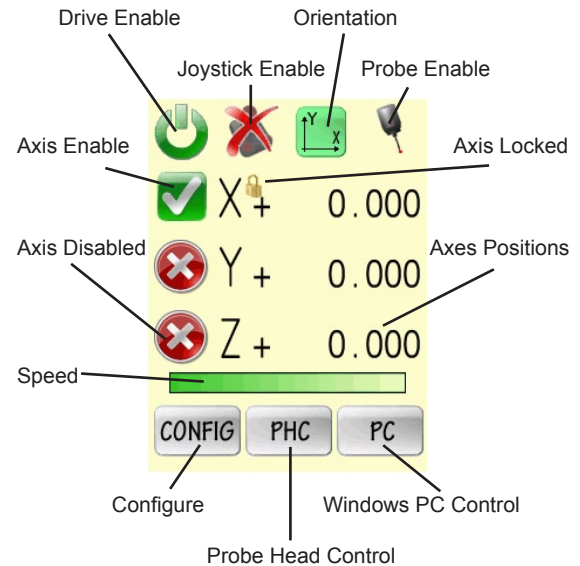 Drive Enable
Orientation
Joystick Enable
Probe Enable
Axis Enable
Axis Locked
Y
X
X + 0.000
Axis Disabled
Axes Positions
Y + 0.000
Z + 0.000
Speed
CONFIG PHC PC
Configure
Windows PC Control
Probe Head Control